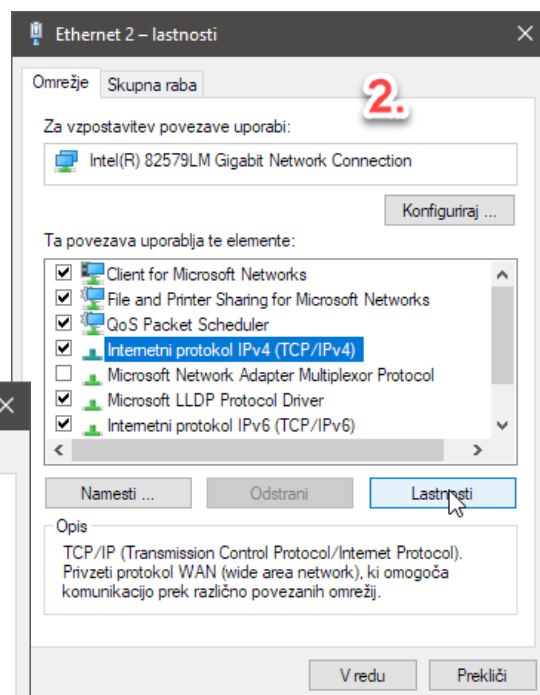 Ethernet 2 – lastnosti
Omrežje Skupna raba
2.
Za vzpostavitev povezave uporabi:
Intel(R) 82579LM Gigabit Network Connection
Konfiguriraj ...
Ta povezava uporablja te elemente:
Client for Microsoft Networks
File and Printer Sharing for Microsoft Networks
QoS Packet Scheduler
Internetni protokol IPv4 (TCP/IPv4)
Microsoft Network Adapter Multiplexor Protocol
Microsoft LLDP Protocol Driver
Internetni protokol IPv6 (TCP/IPv6)
Namesti ... Odstrani Lastnosti
Opis
TCP/IP (Transmission Control Protocol/Internet Protocol).
Privzeti protokol WAN (wide area network), ki omogoča
komunikacijo prek različno povezanih omrežij.
V redu Prekliči